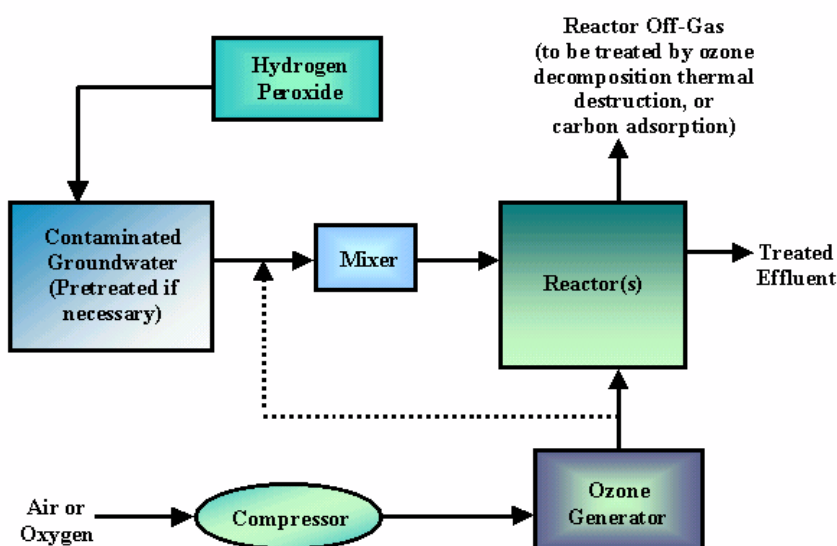 Reactor Off-Gas
(to be treated by ozone
decomposition thermal
destruction, or
carbon adsorption)
Hydrogen
Peroxide
Contaminated
Groundwater
(Pretreated if
necessary)
Mixer
Reactor(s)
Treated
Effluent
Air or
Oxygen
Compressor
Ozone
Generator